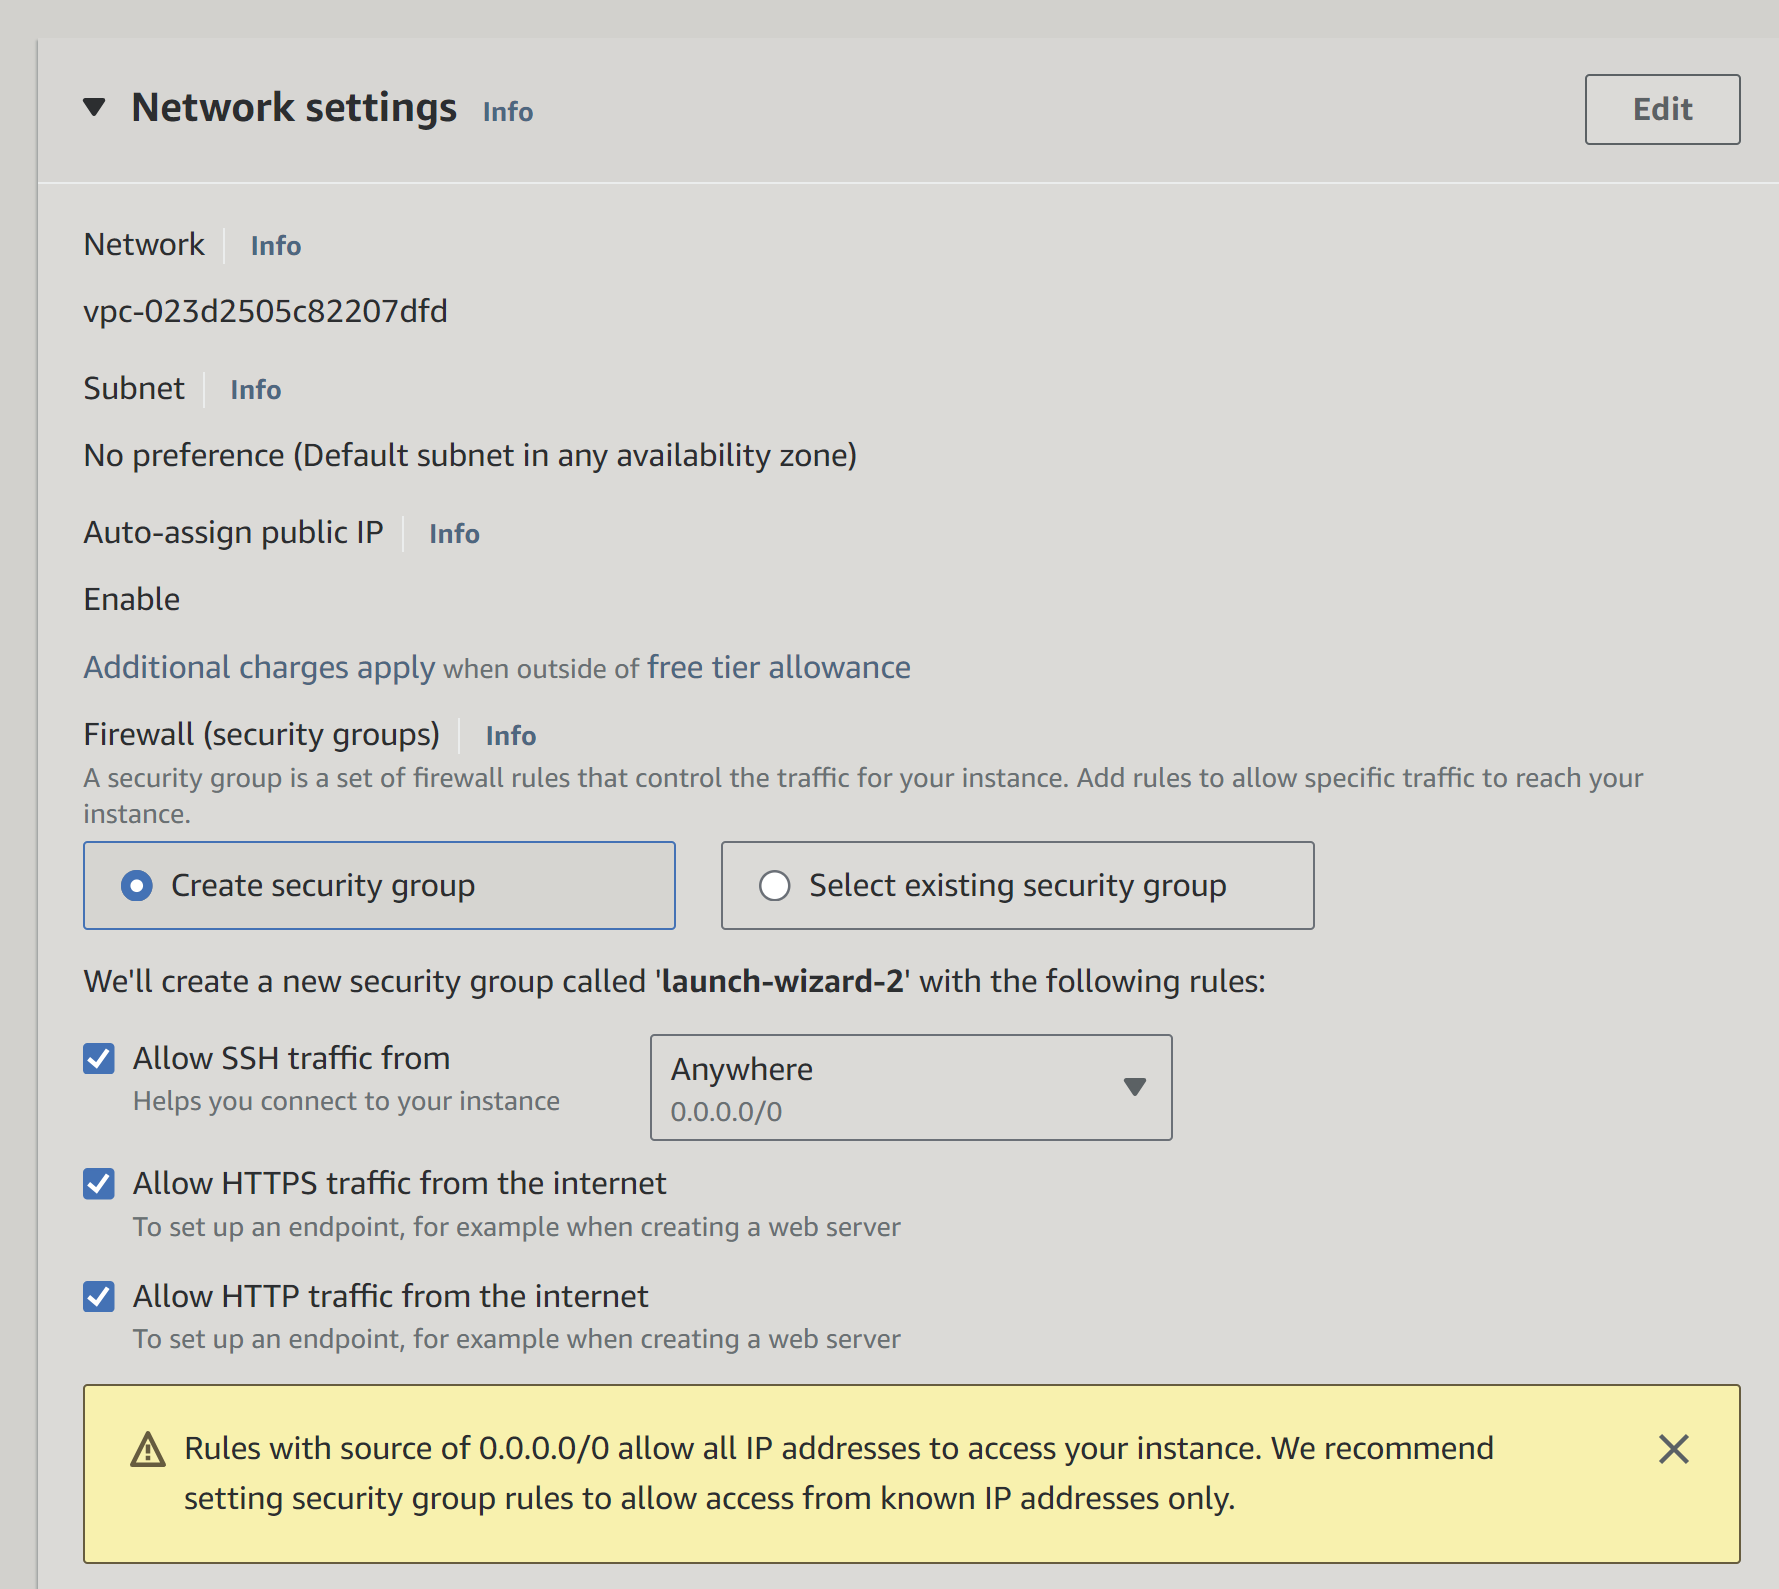 Network settings Info
Edit
Network Info
vpc-023d2505c82207dfd
Subnet Info
No preference (Default subnet in any availability zone)
Auto-assign public IP Info
Enable
Additional charges apply when outside of free tier allowance
Firewall (security groups) Info
A security group is a set of firewall rules that control the traffic for your instance. Add rules to allow specific traffic to reach your
instance.
Create security group
Select existing security group
We'll create a new security group called 'launch-wizard-2' with the following rules:
Allow SSH traffic from
Helps you connect to your instance
Anywhere
0.0.0.0/0
Allow HTTPS traffic from the internet
To set up an endpoint, for example when creating a web server
Allow HTTP traffic from the internet
To set up an endpoint, for example when creating a web server
Rules with source of 0.0.0.0/0 allow all IP addresses to access your instance. We recommend
setting security group rules to allow access from known IP addresses only.